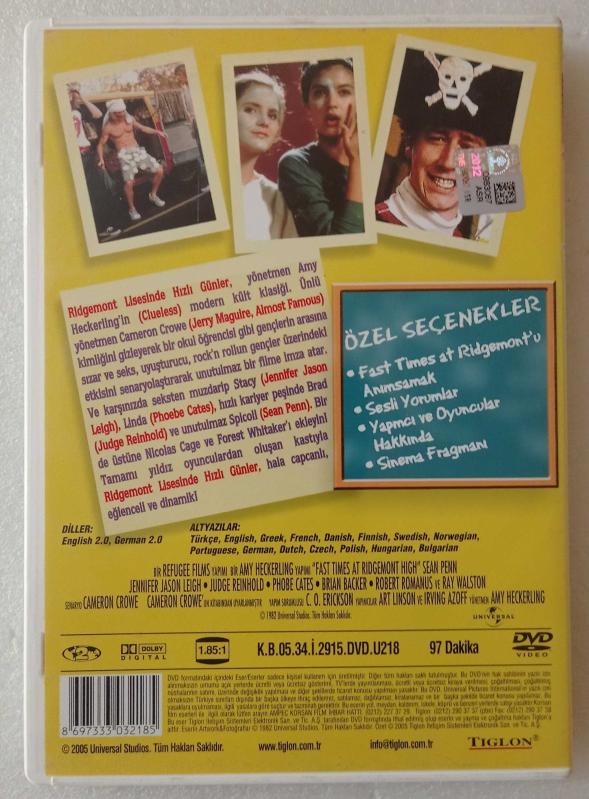 2012
ASR
Ridgemont Lisesinde Hızlı Günler, yönetmen Amy
Heckerling'in (Clueless) modern kült klasiği. Ünlü
yönetmen Cameron Crowe (Jerry Maguire, Almost Famous)
kimliğini gizleyerek bir okul öğrencisi gibi gençlerin arasına
sızar ve seks, uyuşturucu, rock'n rollun gençler üzerindeki
etkisini senaryolaştırarak unutulmaz bir filme imza atar.
Ve karşınızda seksten muzdarip Stacy (Jennifer Jason
Leigh), Linda (Phoebe Cates), hızlı kariyer peşinde Brad
(Judge Reinhold) ve unutulmaz Spicoli (Sean Penn). Bir
de üstüne Nicolas Cage ve Forest Whitaker'ı ekleyin!
Tamamı yıldız oyunculardan oluşan kastıyla
Ridgemont Lisesinde Hızlı Günler, hala capcanlı,
eğlenceli ve dinamik!
ÖZEL SEÇENEKLER
• Fast Times at Ridgemont'u
Anımsamak
• Sesli Yorumlar
• Yapımcı ve Oyuncular
Hakkında
• Sinema Fragmanı
DİLLER:
English 2.0, German 2.0
ALTYAZILAR:
Türkçe, English, Greek, French, Danish, Finnish, Swedish, Norwegian,
Portuguese, German, Dutch, Czech, Polish, Hungarian, Bulgarian
BİR REFUGEE FILMS YAPIMI BİR AMY HECKERLING YAPIMI "FAST TIMES AT RIDGEMONT HIGH" SEAN PENN
JENNIFER JASON LEIGH • JUDGE REINHOLD • PHOBE CATES • BRIAN BACKER • ROBERT ROMANUS ve RAY WALSTON
SENARYO CAMERON CROWE CAMERON CROWE' UN KİTABINDAN UYARLANMIŞTIR YAPIM SORUMLUSU C. O. ERICKSON YAPIMCILAR ART LINSON ve IRVING AZOFF YÖNETMEN AMY HECKERLING
© 1982 Universal Studios. Tüm Hakları Saklıdır.
UNIVERSAL
2
DOLBY
DIGITAL
1.85:1
K.B.05.34.İ.2915.DVD.U218
97 Dakika
DVD
VIDEO
8 697333 032185
© 2005 Universal Studios. Tüm Hakları Saklıdır.
www.tiglon.com
info@tiglon.com
TIGLON